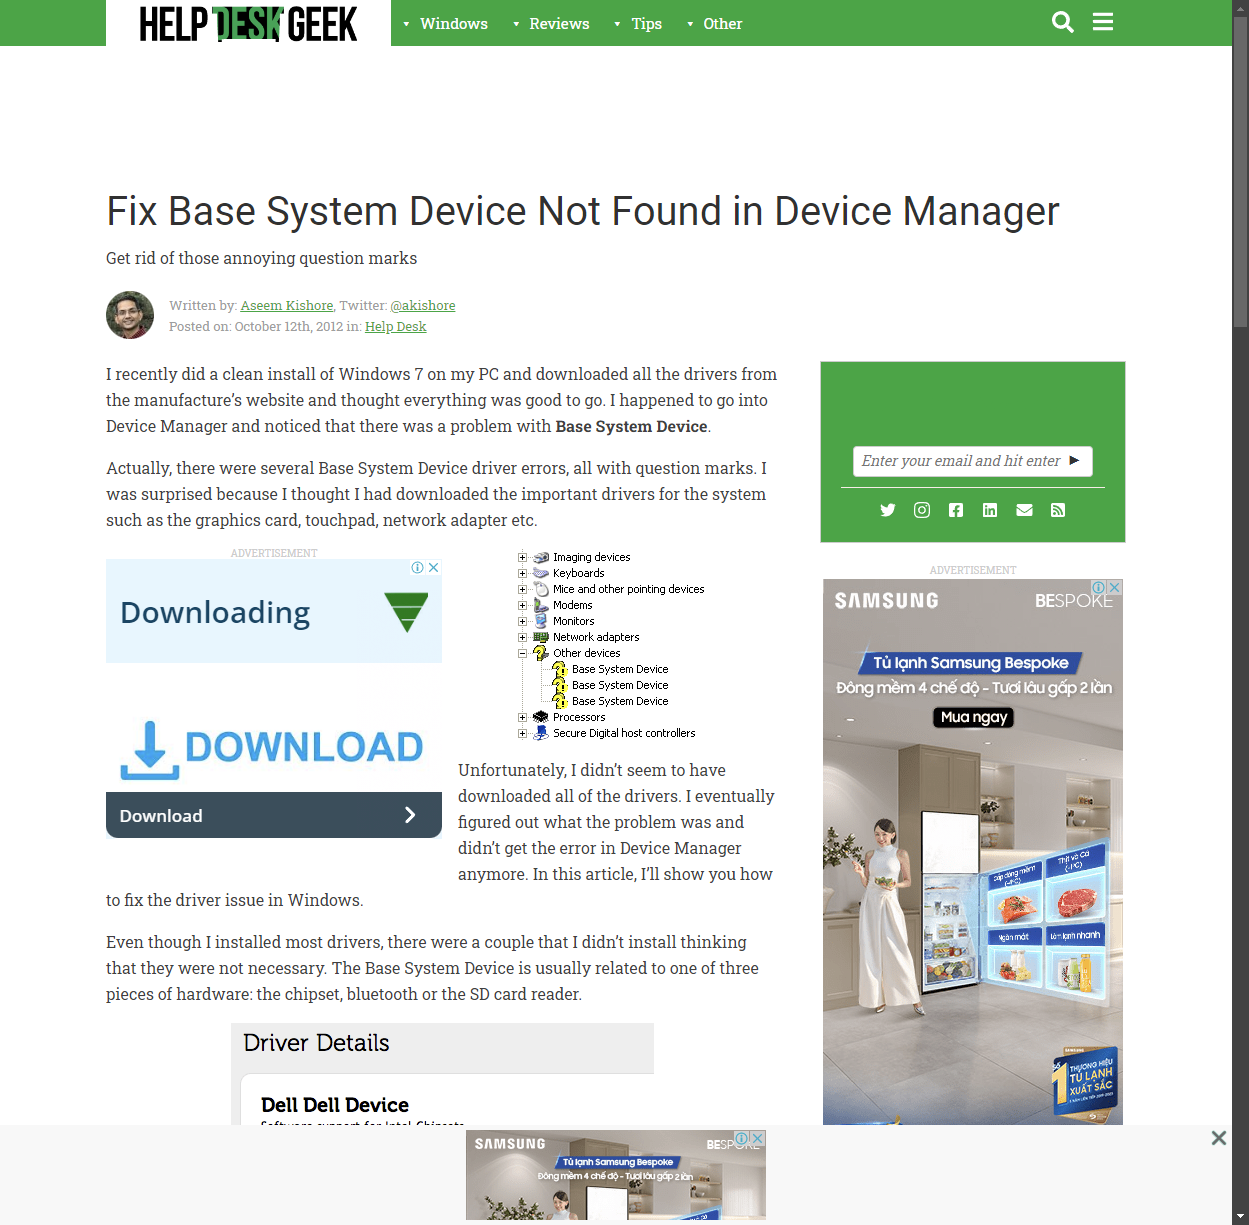 HELP DESK GEEK
Windows
Reviews
Tips
Other
Fix Base System Device Not Found in Device Manager
Get rid of those annoying question marks
Written by: Aseem Kishore, Twitter: @akishore
Posted on: October 12th, 2012 in: Help Desk
I recently did a clean install of Windows 7 on my PC and downloaded all the drivers from
the manufacture’s website and thought everything was good to go. I happened to go into
Device Manager and noticed that there was a problem with Base System Device.
Actually, there were several Base System Device driver errors, all with question marks. I
was surprised because I thought I had downloaded the important drivers for the system
such as the graphics card, touchpad, network adapter etc.
ADVERTISEMENT
Downloading
DOWNLOAD
Download
Imaging devices
Keyboards
Mice and other pointing devices
Modems
Monitors
Network adapters
Other devices
Base System Device
Base System Device
Base System Device
Processors
Secure Digital host controllers
Unfortunately, I didn’t seem to have
downloaded all of the drivers. I eventually
figured out what the problem was and
didn’t get the error in Device Manager
anymore. In this article, I’ll show you how
to fix the driver issue in Windows.
Even though I installed most drivers, there were a couple that I didn’t install thinking
that they were not necessary. The Base System Device is usually related to one of three
pieces of hardware: the chipset, bluetooth or the SD card reader.
Driver Details
Dell Dell Device
Software support for Intel Chipsets
Enter your email and hit enter
ADVERTISEMENT
SAMSUNG
BESPOKE
Tủ lạnh Samsung Bespoke
Đông mềm 4 chế độ - Tươi lâu gấp 2 lần
Mua ngay
Cấp đông mềm
(-1°C)
Thịt và Cá
(-1°C)
Ngăn mát
Làm lạnh nhanh
SỐ 1
THƯƠNG HIỆU
TỦ LẠNH
XUẤT SẮC
SAMSUNG
BESPOKE
Tủ lạnh Samsung Bespoke
Đông mềm 4 chế độ - Tươi lâu gấp 2 lần